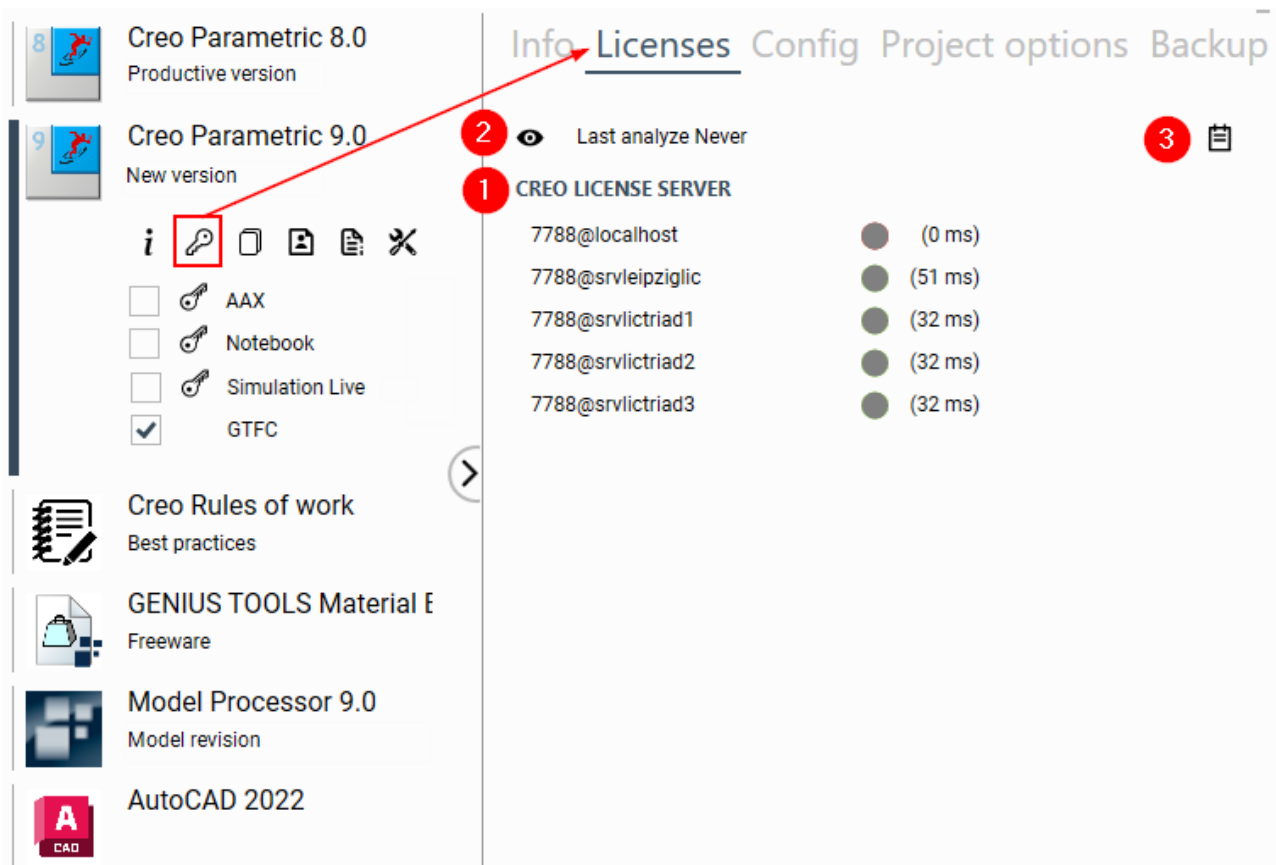 8
Creo Parametric 8.0
Productive version
9
Creo Parametric 9.0
New version
i
AAX
Notebook
Simulation Live
GTFC
Creo Rules of work
Best practices
GENIUS TOOLS Material E
Freeware
Model Processor 9.0
Model revision
A
CAD
AutoCAD 2022
Info Licenses Config Project options Backup
2 Last analyze Never 3
1 CREO LICENSE SERVER
7788@localhost (0 ms)
7788@srvleipziglic (51 ms)
7788@srvlictriad1 (32 ms)
7788@srvlictriad2 (32 ms)
7788@srvlictriad3 (32 ms)